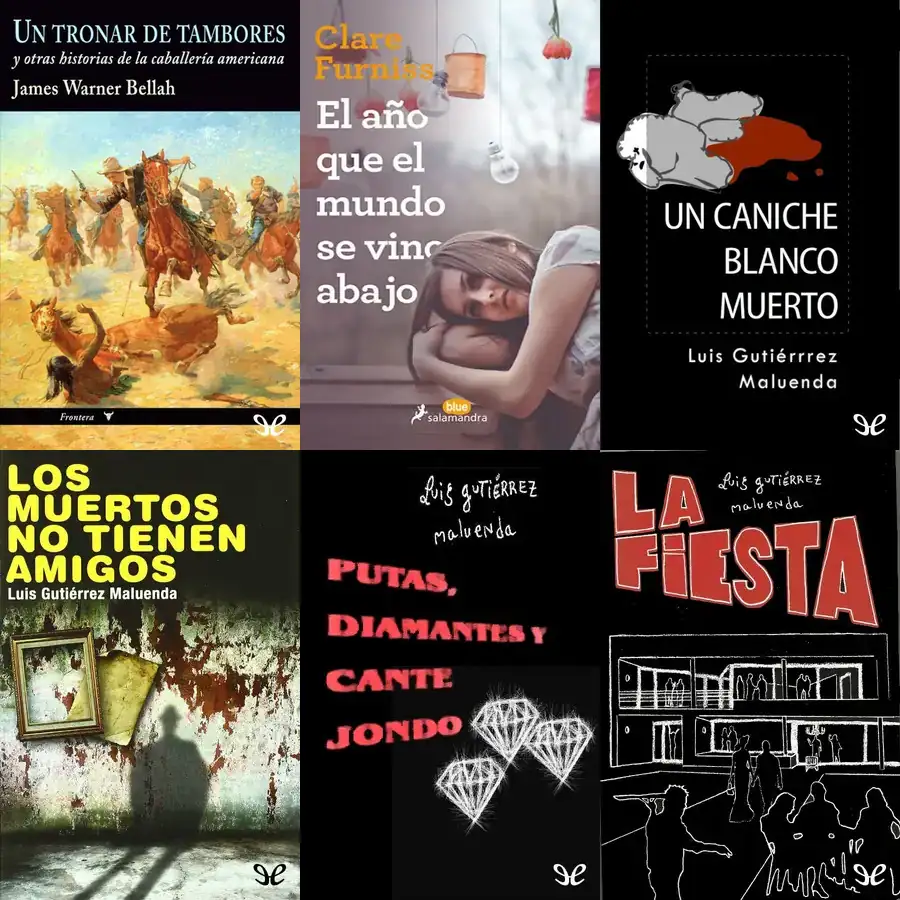 UN TRONAR DE TAMBORES
y otras historias de la caballería americana
James Warner Bellah
Frontera
Clare
Furniss
El año
que el
mundo
se vino
abajo
blue
salamandra
UN CANICHE
BLANCO
MUERTO
Luis Gutiérrrez
Maluenda
LOS
MUERTOS
NO TIENEN
AMIGOS
Luis Gutiérrez Maluenda
Luis Gutiérrez
maluenda
PUTAS,
DIAMANTES Y
CANTE
JONDO
Luis Gutiérrez
maluenda
LA
FiESTA